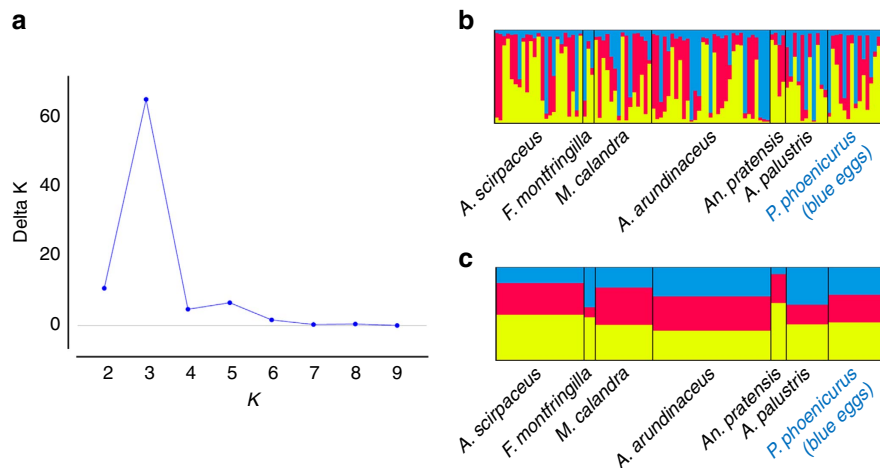 a
Delta K
60
40
20
0
2 3 4 5 6 7 8 9
K
b
A. scirpaceus
F. montfringilla
M. calandra
A. arundinaceus
An. pratensis
A. palustris
P. phoenicurus
(blue eggs)
c
A. scirpaceus
F. montfringilla
M. calandra
A. arundinaceus
An. pratensis
A. palustris
P. phoenicurus
(blue eggs)